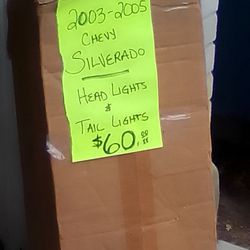 2003-2005
CHEVY
SILVERADO
HEAD LIGHTS
&
TAIL LIGHTS
$60.00